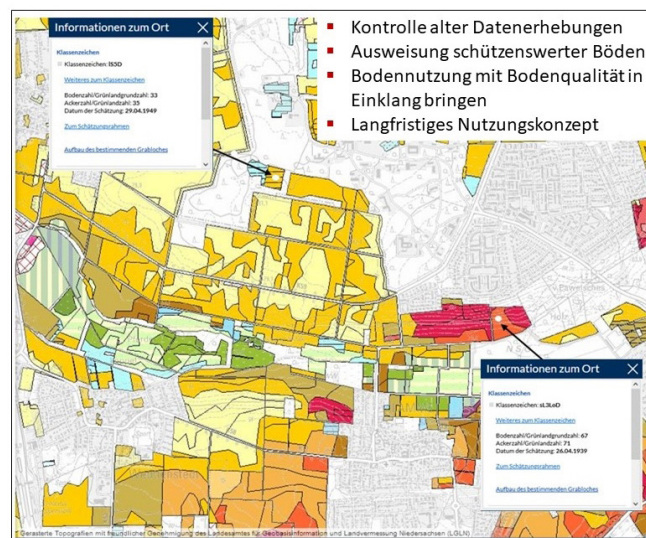 Informationen zum Ort
Klassenzeichen
Klassenzeichen: lS3D
Weiteres zum Klassenzeichen
Bodenzahl/Grünlandgrundzahl: 33
Ackerzahl/Grünlandzahl: 35
Datum der Schätzung: 29.04.1949
Zum Schätzungsrahmen
Aufbau des bestimmenden Grabloches
Kontrolle alter Datenerhebungen
Ausweisung schützenswerter Böden
Bodennutzung mit Bodenqualität in
Einklang bringen
Langfristiges Nutzungskonzept
Informationen zum Ort
Klassenzeichen
Klassenzeichen: sL3LöD
Weiteres zum Klassenzeichen
Bodenzahl/Grünlandgrundzahl: 67
Ackerzahl/Grünlandzahl: 71
Datum der Schätzung: 26.04.1939
Zum Schätzungsrahmen
Aufbau des bestimmenden Grabloches
Gerasterte Topografien mit freundlicher Genehmigung des Landesamtes für Geobasisinformation und Landvermessung Niedersachsen (LGLN)